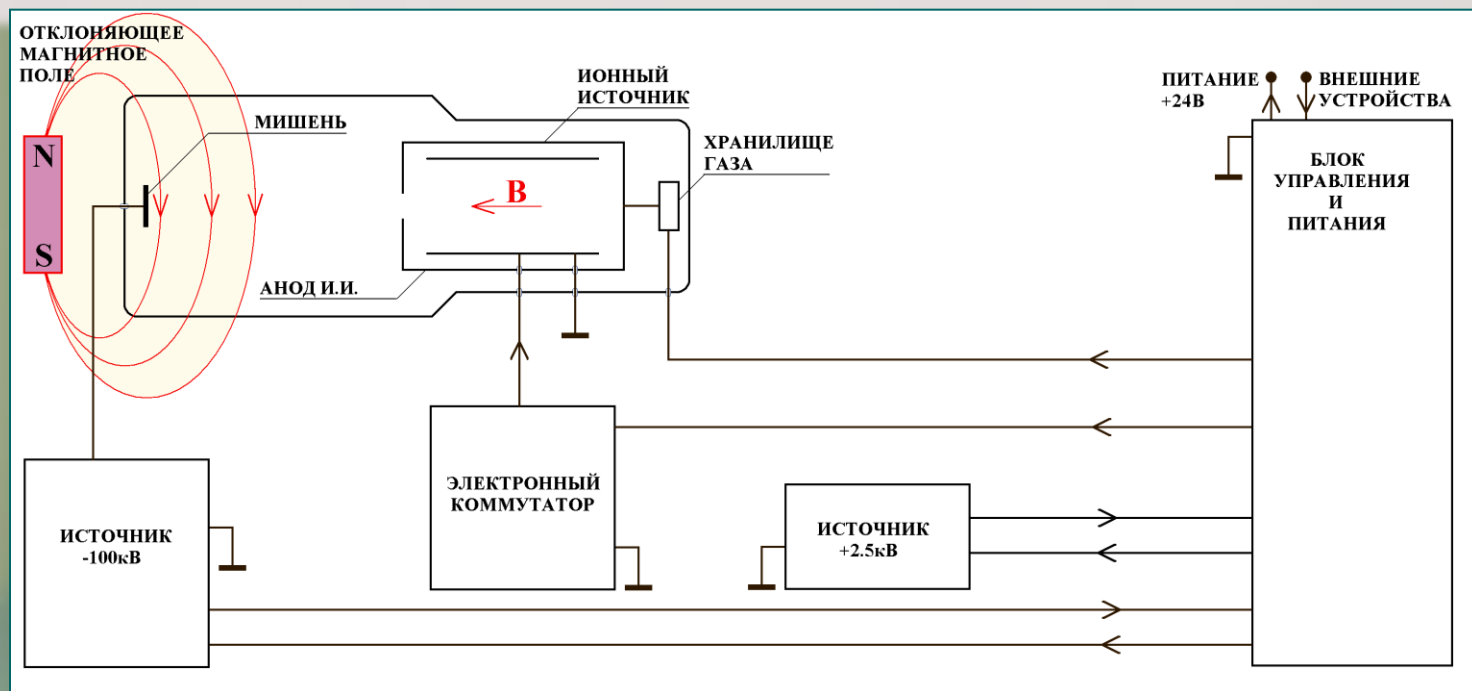 ОТКЛОНЯЮЩЕЕ
МАГНИТНОЕ
ПОЛЕ
N
S
МИШЕНЬ
ИОННЫЙ
ИСТОЧНИК
B
АНОД И.И.
ХРАНИЛИЩЕ
ГАЗА
ПИТАНИЕ
+24В
ВНЕШНИЕ
УСТРОЙСТВА
БЛОК
УПРАВЛЕНИЯ
И
ПИТАНИЯ
ИСТОЧНИК
-100кВ
ЭЛЕКТРОННЫЙ
КОММУТАТОР
ИСТОЧНИК
+2.5кВ